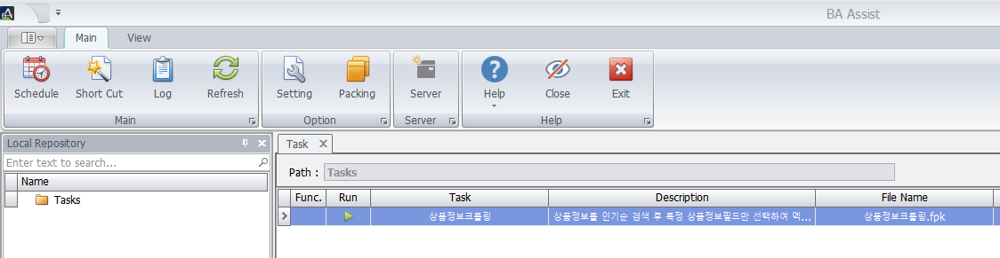 BA Assist
Main View
Schedule Short Cut Log Refresh Setting Packing Server Help Close Exit
Main Option Server Help
Local Repository
Task
Enter text to search...
Path : Tasks
Name
Tasks
Func. Run Task Description File Name
상품정보크롤링 상품정보를 인기순 검색 후 특정 상품정보필드만 선택하여 엑... 상품정보크롤링.fpk